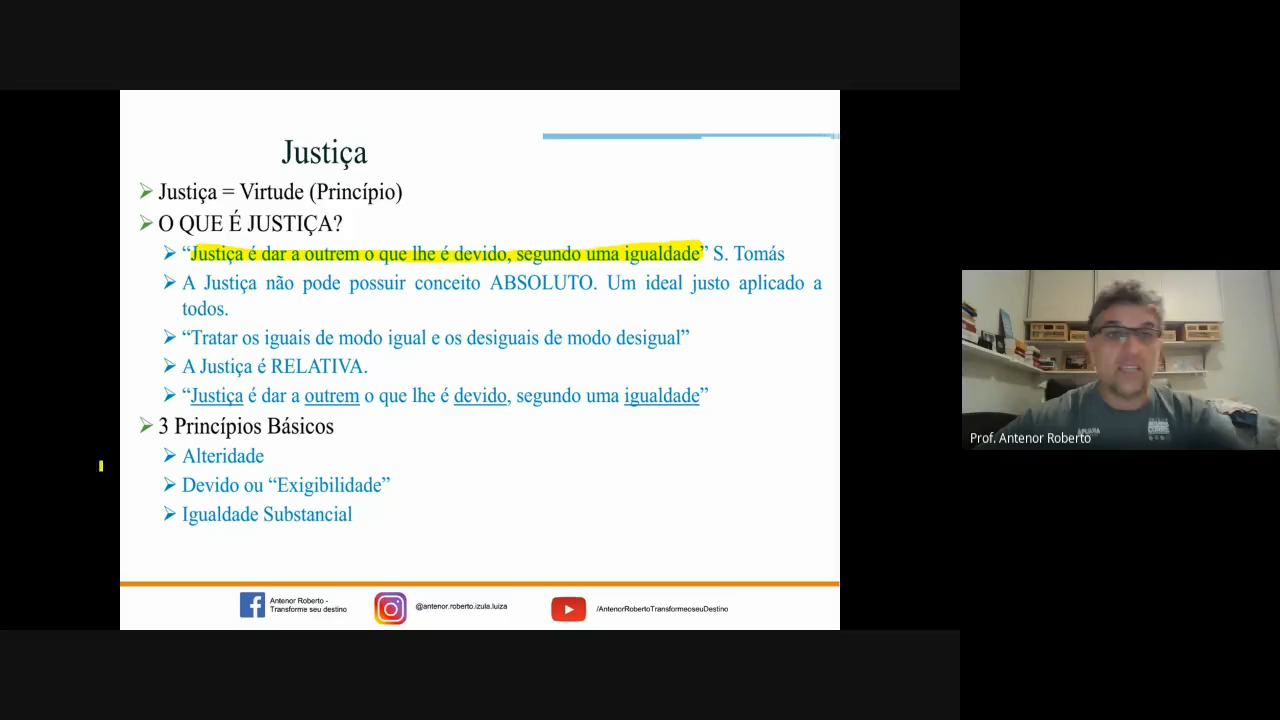 Justiça
Justiça = Virtude (Princípio)
O QUE É JUSTIÇA?
“Justiça é dar a outrem o que lhe é devido, segundo uma igualdade” S. Tomás
A Justiça não pode possuir conceito ABSOLUTO. Um ideal justo aplicado a
todos.
“Tratar os iguais de modo igual e os desiguais de modo desigual”
A Justiça é RELATIVA.
“Justiça é dar a outrem o que lhe é devido, segundo uma igualdade”
3 Princípios Básicos
Alteridade
Devido ou “Exigibilidade”
Igualdade Substancial
Antenor Roberto -
Transforme seu destino
@antenor.roberto.izula.luiza
/AntenorRobertoTransformeoseuDestino
Prof. Antenor Roberto